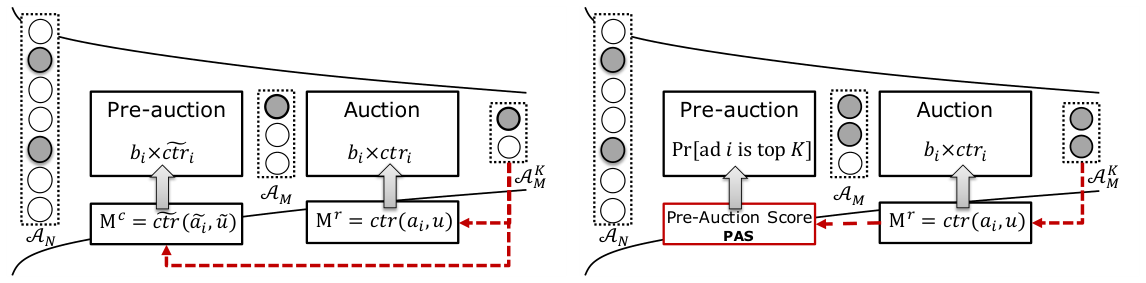 Pre-auction
b_i×c͠tr_i
Auction
b_i×ctr_i
𝒜_N
M^c = c͠tr(ã_i, ũ)
𝒜_M
M^r = ctr(a_i, u)
𝒜_M^K
Pre-auction
Pr[ad i is top K]
Auction
b_i×ctr_i
𝒜_N
Pre-Auction Score
PAS
𝒜_M
M^r = ctr(a_i, u)
𝒜_M^K